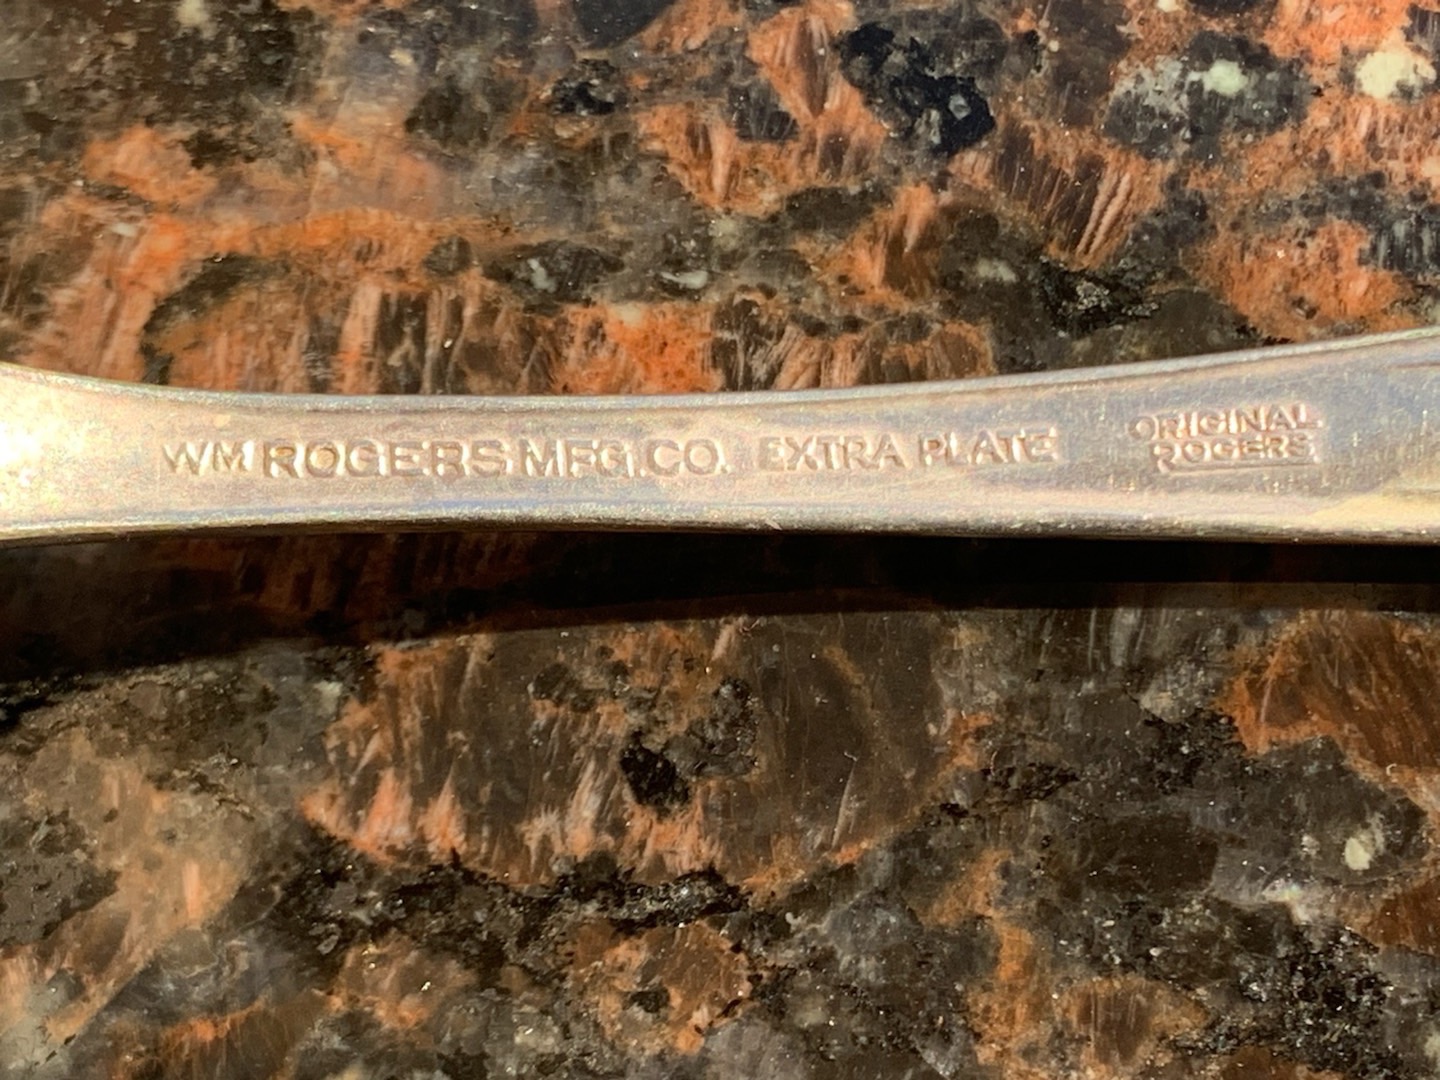 WM ROGERS MFG. CO. EXTRA PLATE
ORIGINAL
ROGERS